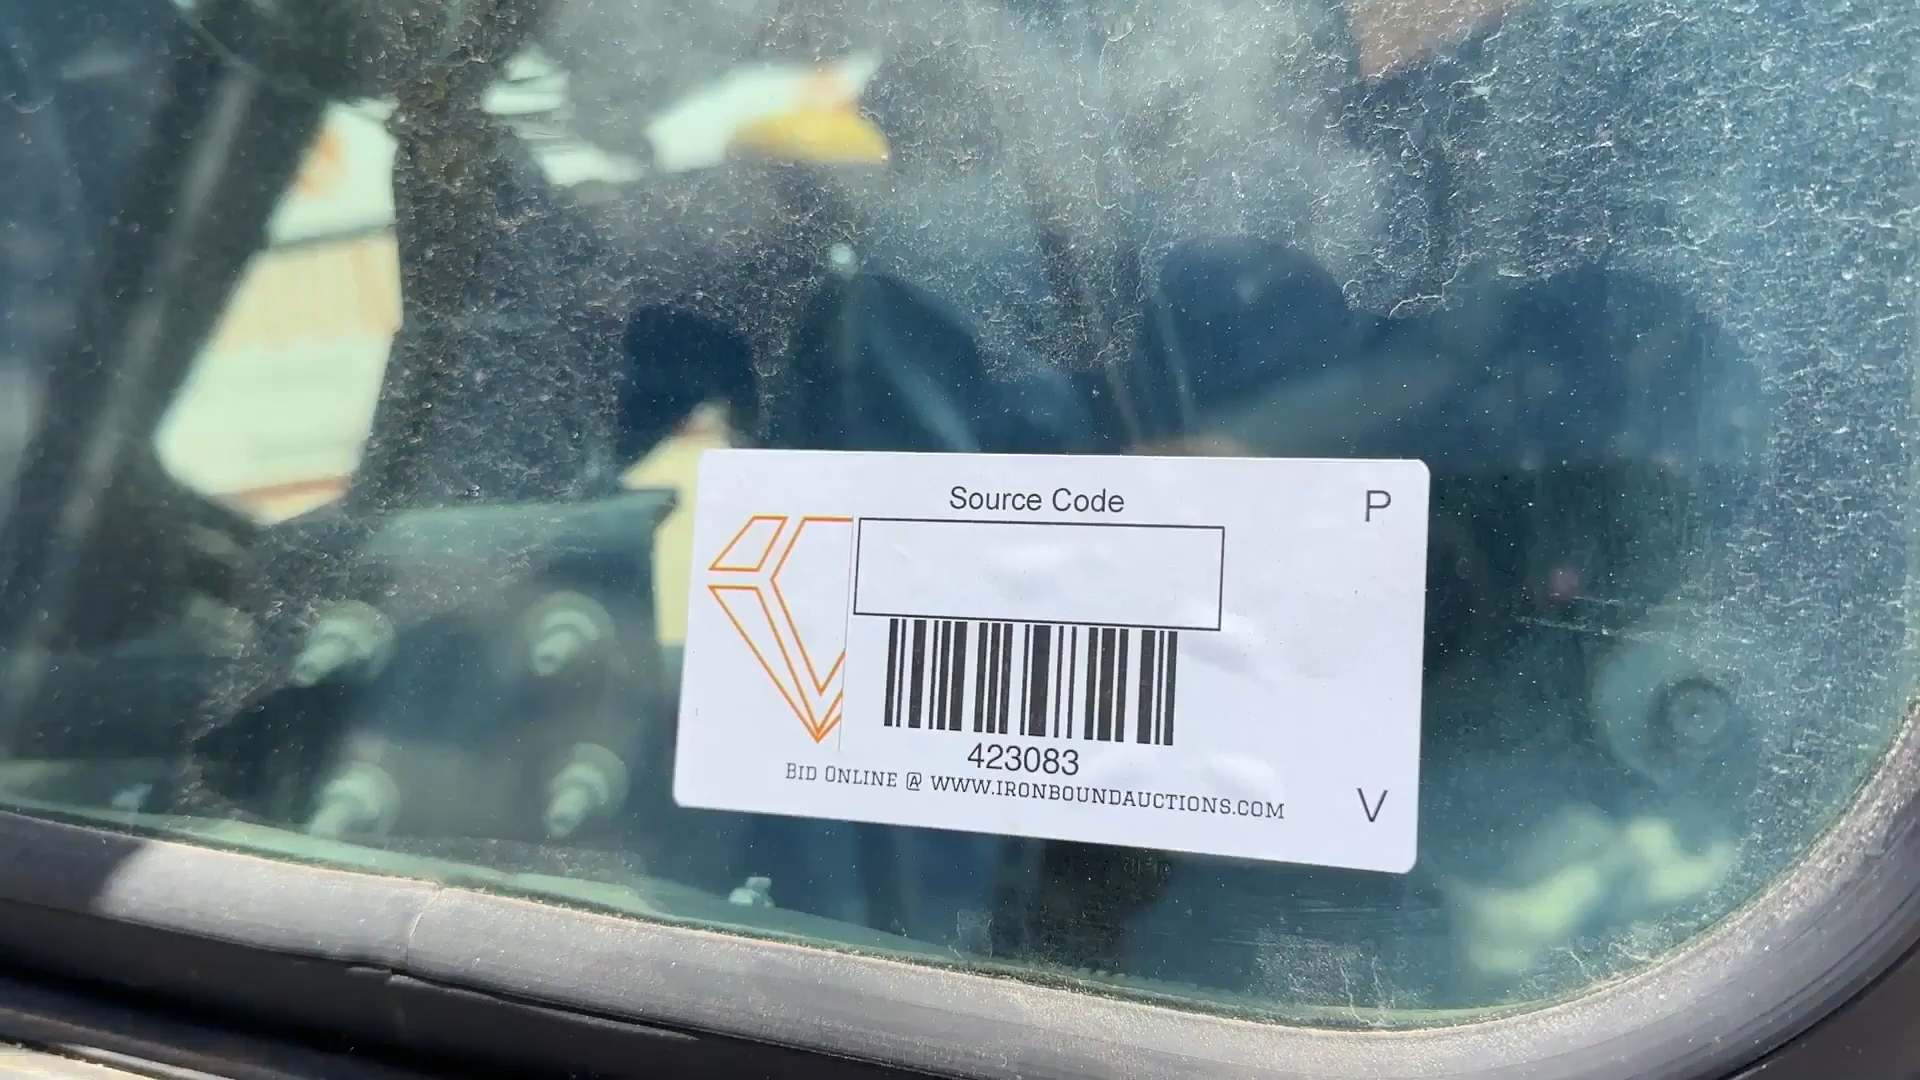 Source Code
P
423083
BID ONLINE @ WWW.IRONBOUNDAUCTIONS.COM
V